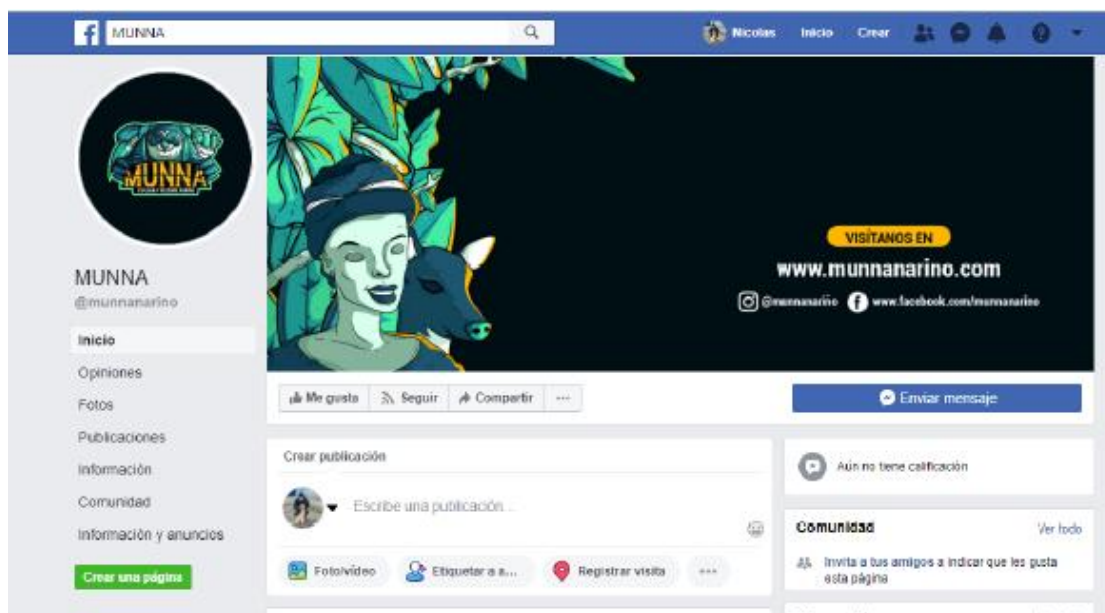 MUNNA
Nicolas
Inicio
Crear
MUNNA
VISÍTANOS EN
www.munnanarino.com
@munnanariño
www.facebook.com/munnanarino
MUNNA
@munnanarino
Inicio
Opiniones
Fotos
Publicaciones
Información
Comunidad
Información y anuncios
Crear una página
Me gusta
Seguir
Compartir
Enviar mensaje
Crear publicación
Escribe una publicación...
Foto/vídeo
Etiquetar a a...
Registrar visita
Aún no tiene calificación
Comunidad
Ver todo
Invita a tus amigos a indicar que les gusta
esta página